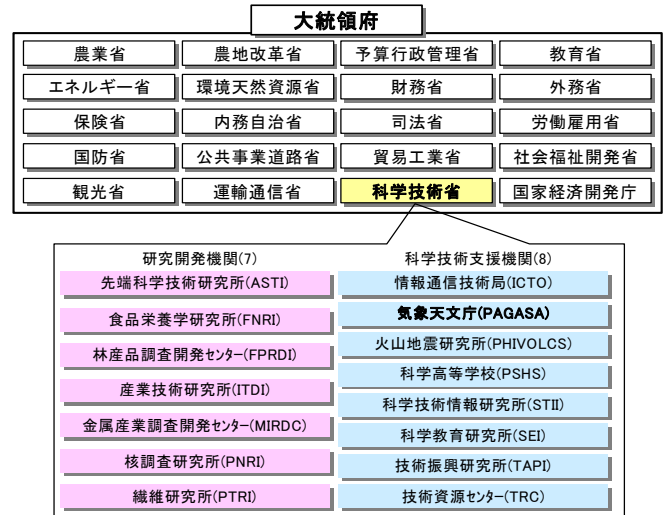 大統領府
農業省 農地改革省 予算行政管理省 教育省
エネルギー省 環境天然資源省 財務省 外務省
保険省 内務自治省 司法省 労働雇用省
国防省 公共事業道路省 貿易工業省 社会福祉開発省
観光省 運輸通信省 科学技術省 国家経済開発庁
研究開発機関(7)
先端科学技術研究所(ASTI)
食品栄養学研究所(FNRI)
林産品調査開発センター(FPRDI)
産業技術研究所(ITDI)
金属産業調査開発センター(MIRDC)
核調査研究所(PNRI)
繊維研究所(PTRI)
科学技術支援機関(8)
情報通信技術局(ICTO)
気象天文庁(PAGASA)
火山地震研究所(PHIVOLCS)
科学高等学校(PSHS)
科学技術情報研究所(STII)
科学教育研究所(SEI)
技術振興研究所(TAPI)
技術資源センター(TRC)